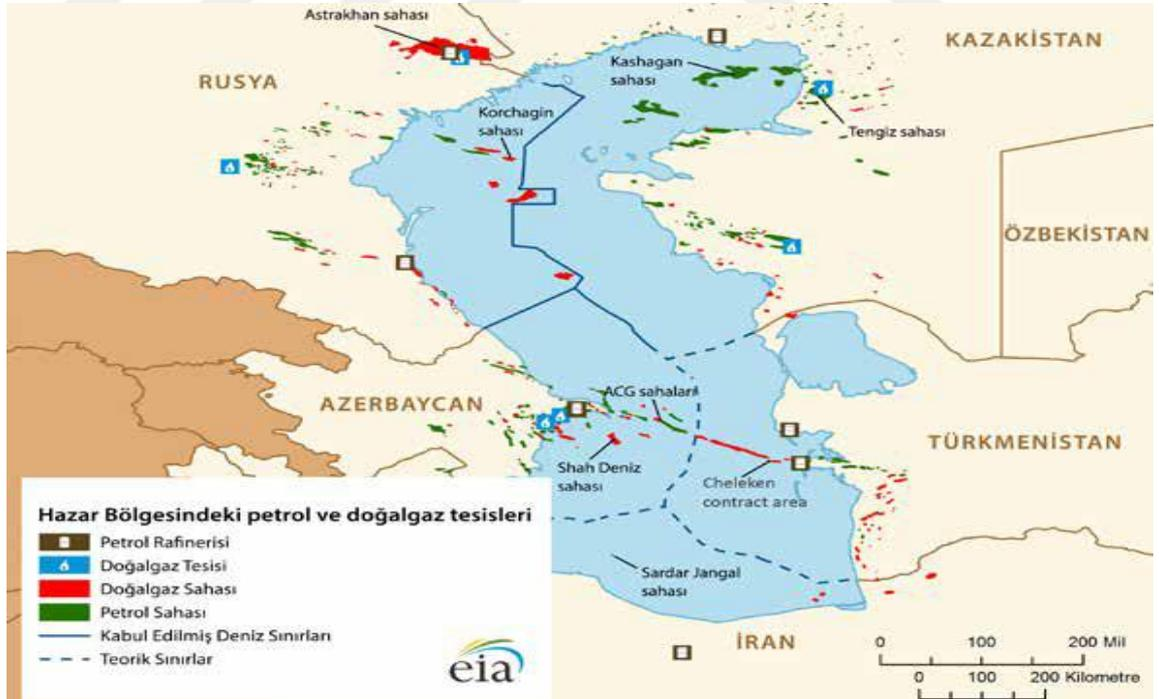 Astrakhan sahası
KAZAKİSTAN
RUSYA
Kashagan
sahası
Korchagin
sahası
Tengiz sahası
ÖZBEKİSTAN
ACG sahaları
AZERBAYCAN
TÜRKMENİSTAN
Shah Deniz
sahası
Cheleken
contract area
Hazar Bölgesindeki petrol ve doğalgaz tesisleri
Petrol Rafinerisi
Doğalgaz Tesisi
Doğalgaz Sahası
Petrol Sahası
Kabul Edilmiş Deniz Sınırları
Teorik Sınırlar
eia
Sardar Jangal
sahası
İRAN
0 100 200 Mil
0 100 200 Kilometre